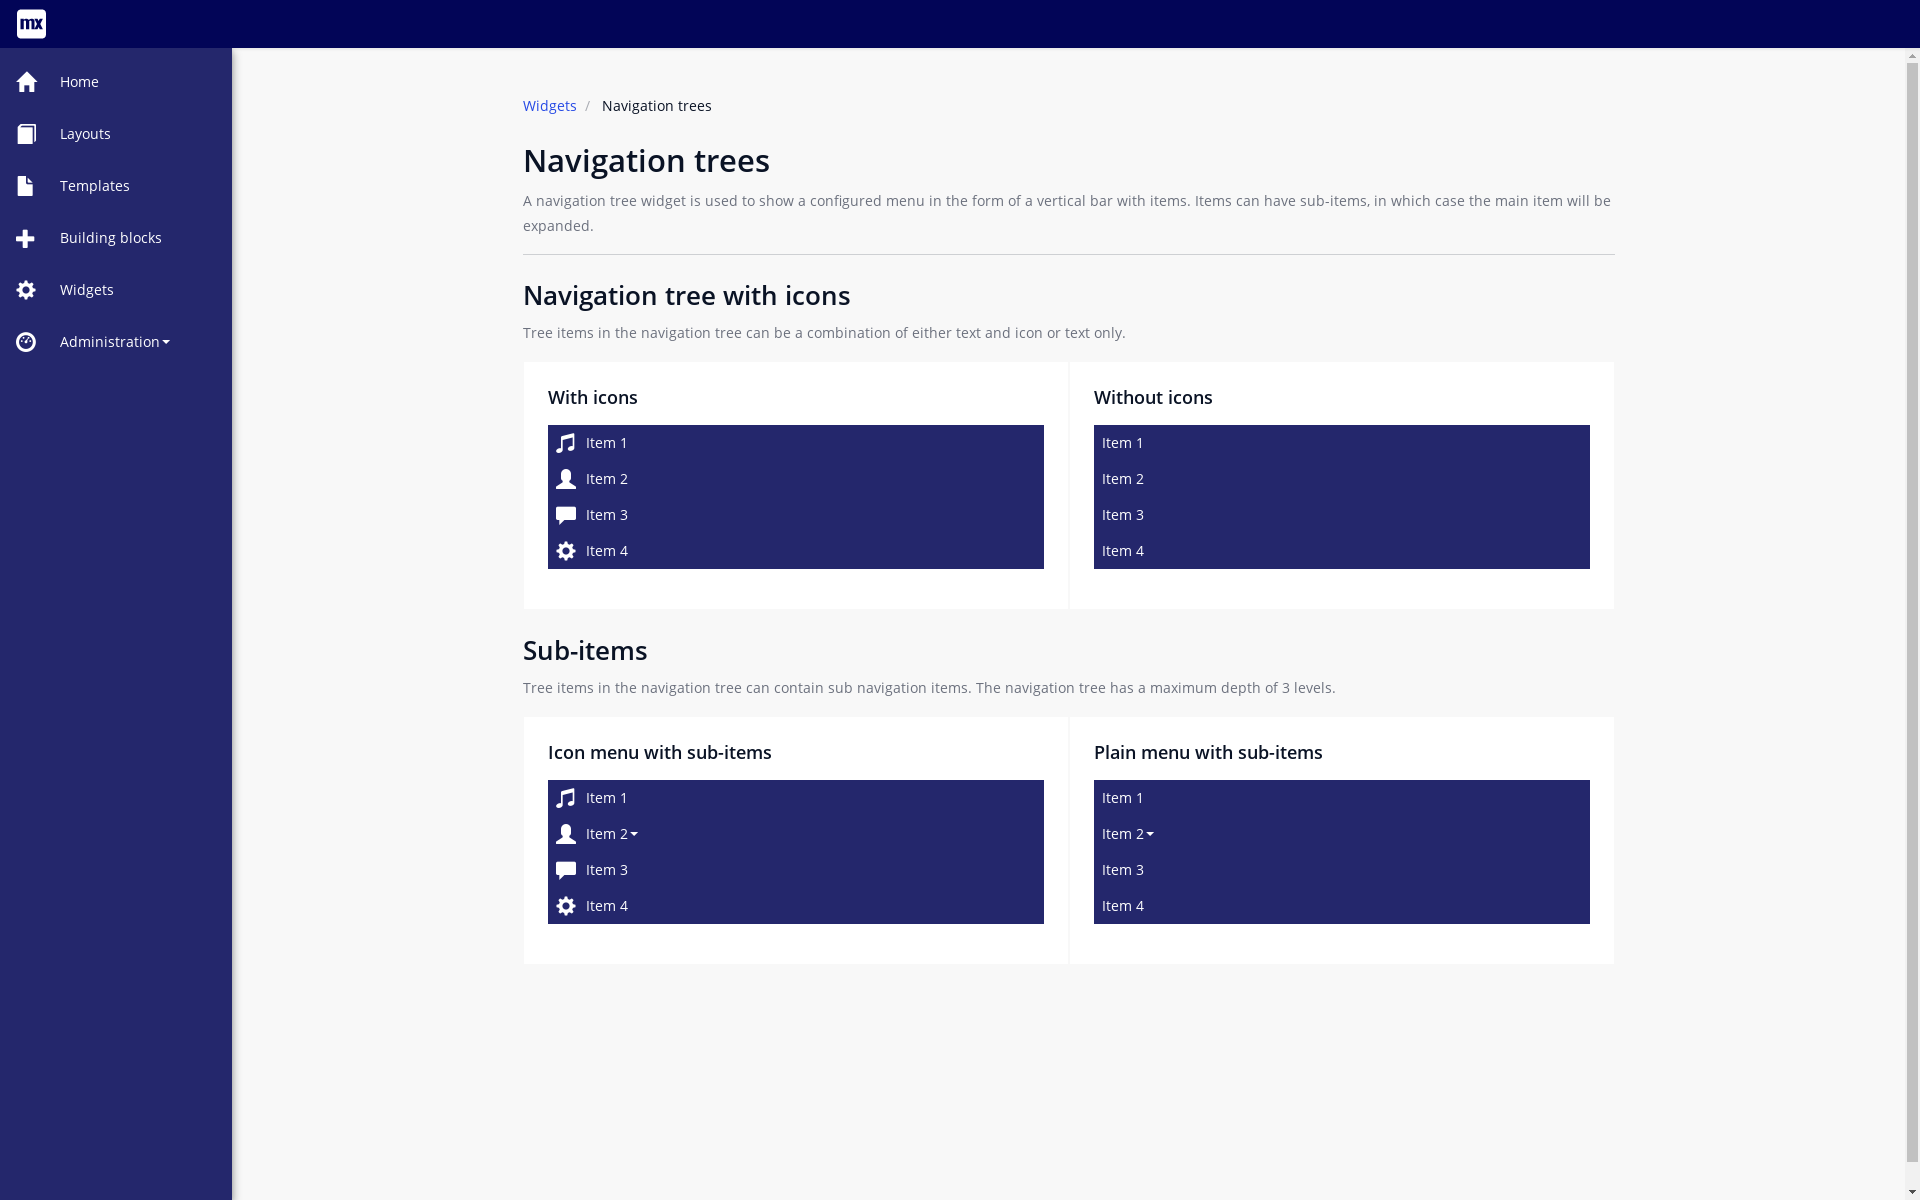 mx
Home
Layouts
Templates
Building blocks
Widgets
Administration
Widgets / Navigation trees
Navigation trees
A navigation tree widget is used to show a configured menu in the form of a vertical bar with items. Items can have sub-items, in which case the main item will be
expanded.
Navigation tree with icons
Tree items in the navigation tree can be a combination of either text and icon or text only.
With icons
Item 1
Item 2
Item 3
Item 4
Without icons
Item 1
Item 2
Item 3
Item 4
Sub-items
Tree items in the navigation tree can contain sub navigation items. The navigation tree has a maximum depth of 3 levels.
Icon menu with sub-items
Item 1
Item 2
Item 3
Item 4
Plain menu with sub-items
Item 1
Item 2
Item 3
Item 4